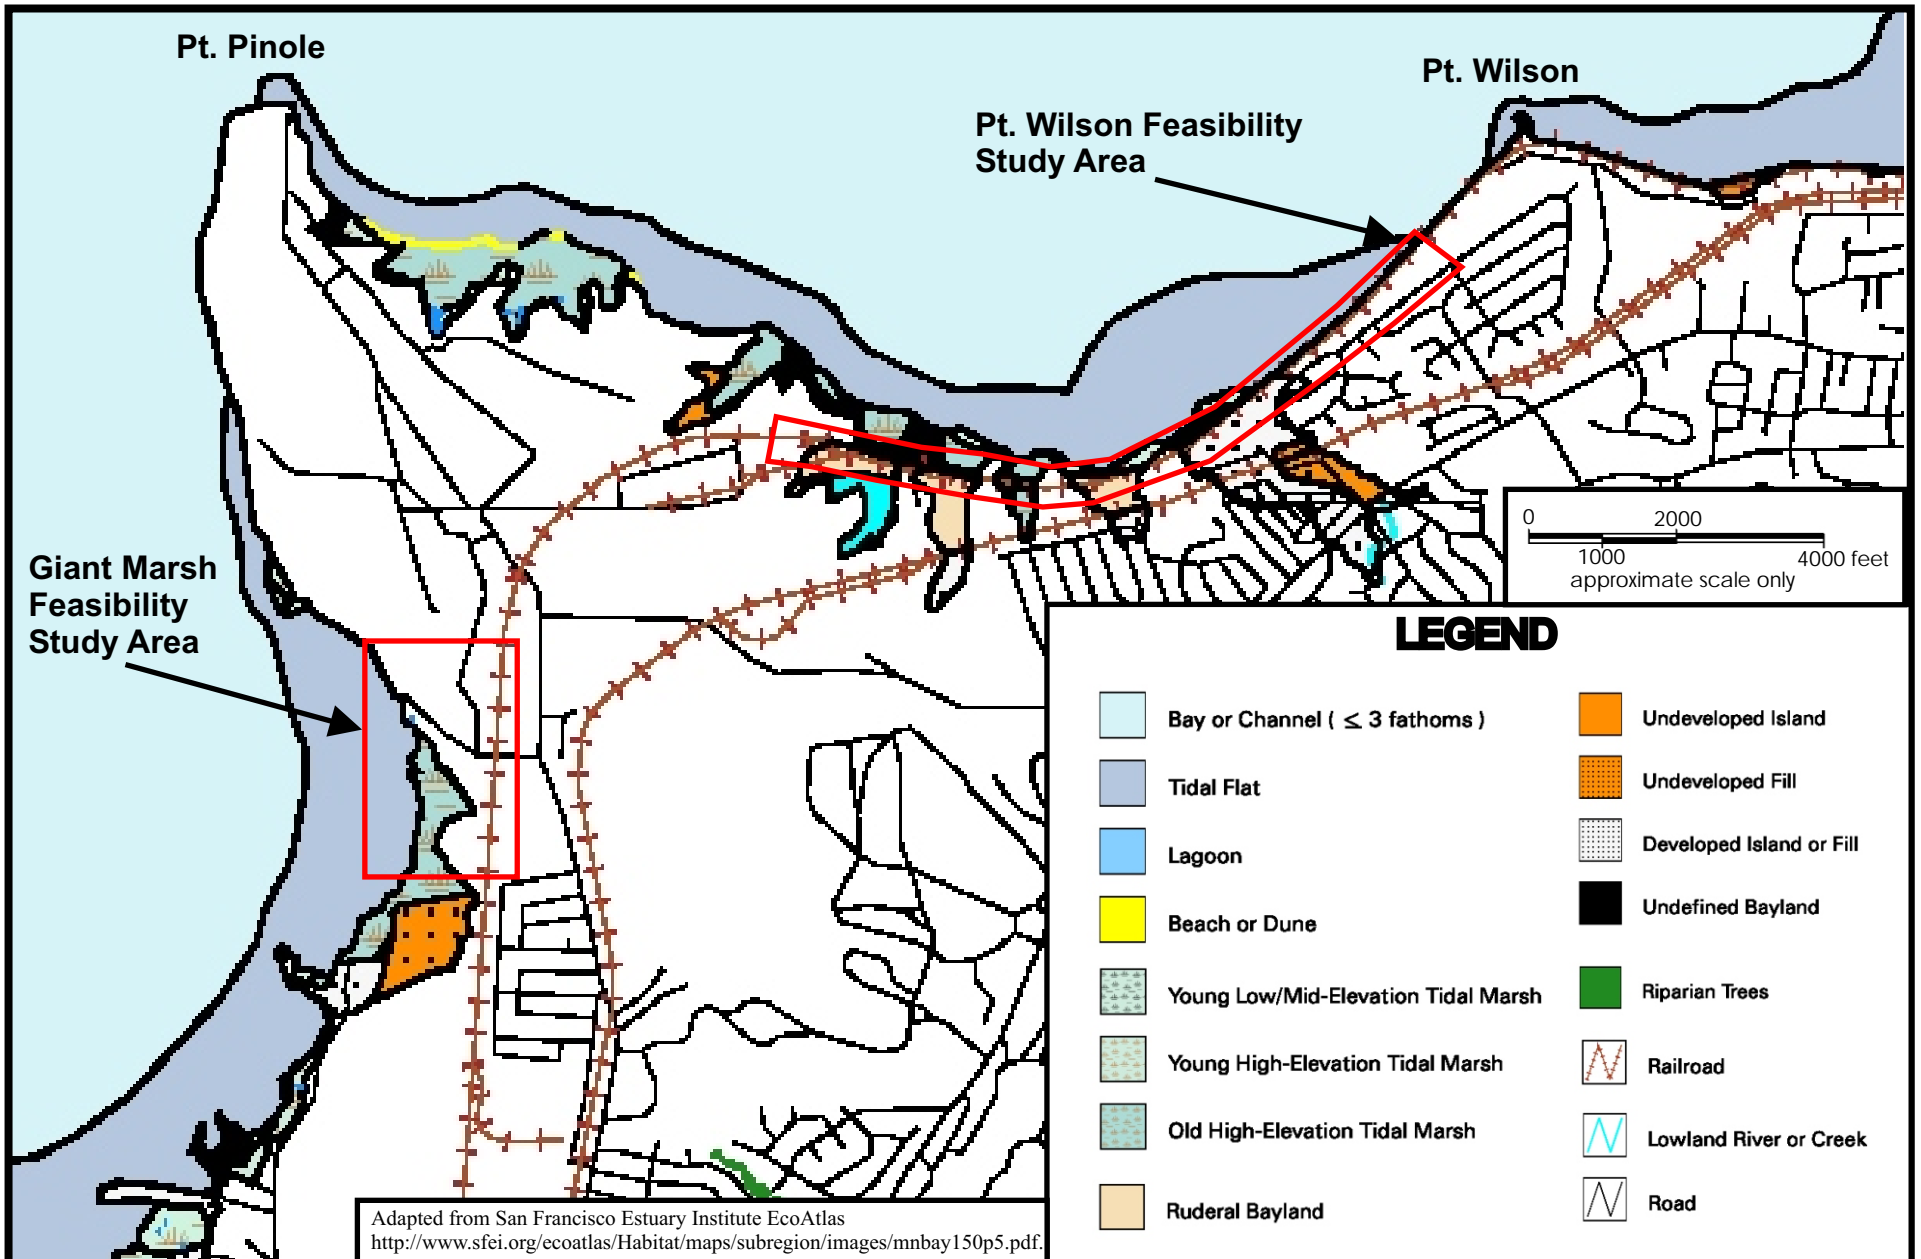 Pt. Pinole
Pt. Wilson
Pt. Wilson Feasibility
Study Area
Giant Marsh
Feasibility
Study Area
0
2000
1000
4000 feet
approximate scale only
LEGEND
Bay or Channel ( ≤ 3 fathoms )
Tidal Flat
Lagoon
Beach or Dune
Young Low/Mid-Elevation Tidal Marsh
Young High-Elevation Tidal Marsh
Old High-Elevation Tidal Marsh
Ruderal Bayland
Undeveloped Island
Undeveloped Fill
Developed Island or Fill
Undefined Bayland
Riparian Trees
Railroad
Lowland River or Creek
Road
Adapted from San Francisco Estuary Institute EcoAtlas
http://www.sfei.org/ecoatlas/Habitat/maps/subregion/images/mnbay150p5.pdf.